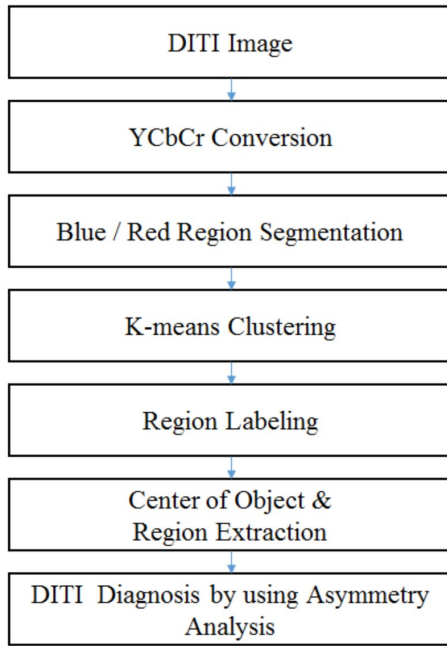 DITI Image
YCbCr Conversion
Blue / Red Region Segmentation
K-means Clustering
Region Labeling
Center of Object &
Region Extraction
DITI Diagnosis by using Asymmetry
Analysis